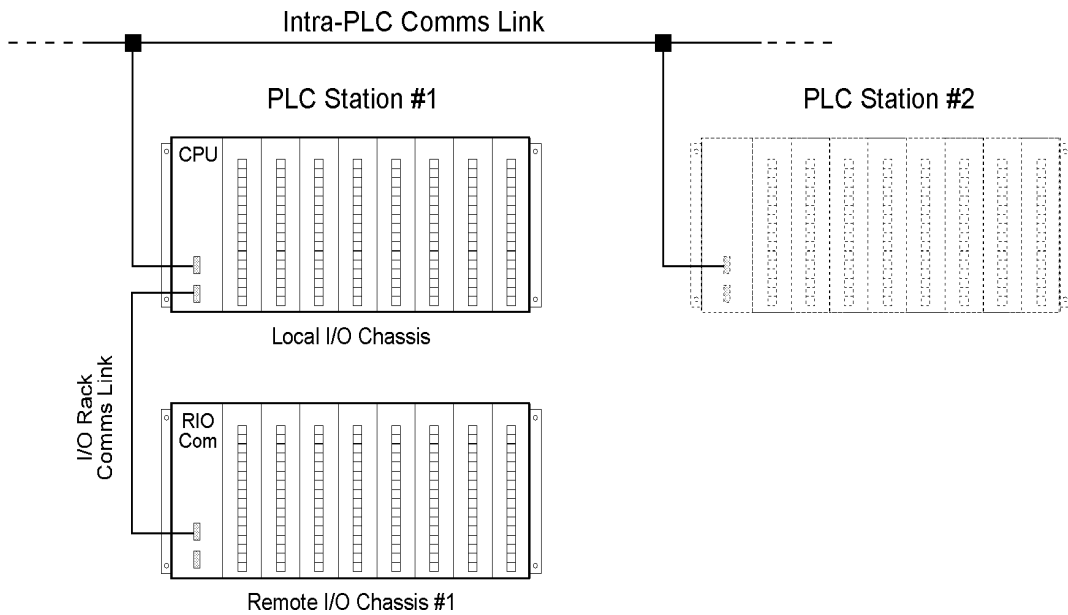 Intra-PLC Comms Link
PLC Station #1
PLC Station #2
CPU
Local I/O Chassis
I/O Rack
Comms Link
RIO
Com
Remote I/O Chassis #1